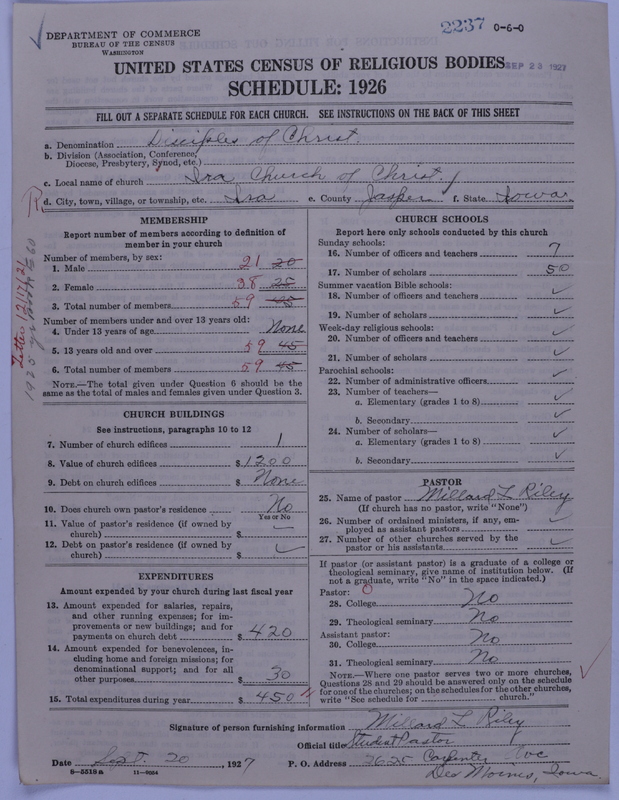 2237 0-6-0
DEPARTMENT OF COMMERCE
BUREAU OF THE CENSUS
WASHINGTON
UNITED STATES CENSUS OF RELIGIOUS BODIES SEP 28 1927
SCHEDULE: 1926
FILL OUT A SEPARATE SCHEDULE FOR EACH CHURCH. SEE INSTRUCTIONS ON THE BACK OF THIS SHEET
a. Denomination Disciples of Christ.
b. Division (Association, Conference, Diocese, Presbytery, Synod, etc.)
c. Local name of church Ira Church of Christ.
d. City, town, village, or township, etc. Ira e. County Jasper f. State Iowa
R
Letter 12/17/27
MEMBERSHIP
Report number of members according to definition of
member in your church
Number of members, by sex:
1. Male 21 20
2. Female 38 25
3. Total number of members 59 45
Number of members under and over 13 years old:
4. Under 13 years of age None
5. 13 years old and over 59 45
6. Total number of members 59 45
NOTE.—The total given under Question 6 should be
same as the total of males and females given under Question 3.
CHURCH BUILDINGS
See instructions, paragraphs 10 to 12
7. Number of church edifices 1
8. Value of church edifices $1200
9. Debt on church edifices $ None
10. Does church own pastor's residence No
Yes or No
11. Value of pastor's residence (if owned by
church) $
12. Debt on pastor's residence (if owned by
church) $
EXPENDITURES
Amount expended by your church during last fiscal year
13. Amount expended for salaries, repairs,
and other running expenses; for im-
provements or new buildings; and for
payments on church debt $ 420
14. Amount expended for benevolences, in-
cluding home and foreign missions; for
denominational support; and for all
other purposes $ 30
15. Total expenditures during year $ 450
CHURCH SCHOOLS
Report here only schools conducted by this church
Sunday schools:
16. Number of officers and teachers 7
17. Number of scholars 50
Summer vacation Bible schools:
18. Number of officers and teachers
19. Number of scholars
Week-day religious schools:
20. Number of officers and teachers
21. Number of scholars
Parochial schools:
22. Number of administrative officers
23. Number of teachers—
a. Elementary (grades 1 to 8)
b. Secondary
24. Number of scholars—
a. Elementary (grades 1 to 8)
b. Secondary
PASTOR
25. Name of pastor Millard L Riley
(If church has no pastor, write "None")
26. Number of ordained ministers, if any, em-
ployed as assistant pastors
27. Number of other churches served by the
pastor or his assistants
If pastor (or assistant pastor) is a graduate of a college or
theological seminary, give name of institution below. (If
not a graduate, write "No" in the space indicated.)
Pastor:
28. College No
29. Theological seminary No
Assistant pastor:
30. College No
31. Theological seminary No
NOTE.—Where one pastor serves two or more churches,
Questions 28 and 29 should be answered only on the schedule
for one of the churches; on the schedules for the other churches,
write "See schedule for church."
Signature of person furnishing information Millard L Riley
Official title Student Pastor
Date Sept. 20, 1927 P. O. Address 2625 Carpenter Ave
Des Moines, Iowa
8-5518a 11-9054